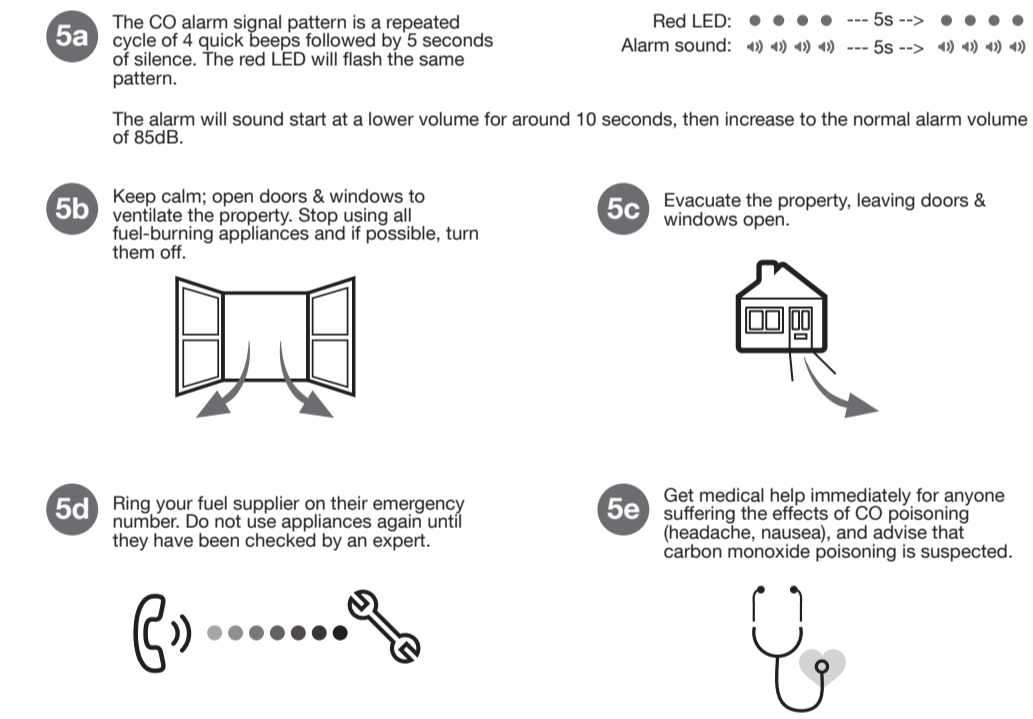 5a
The CO alarm signal pattern is a repeated
cycle of 4 quick beeps followed by 5 seconds
of silence. The red LED will flash the same
pattern.
Red LED: ● ● ● ● --- 5s --> ● ● ● ●
Alarm sound: --- 5s -->
The alarm will sound start at a lower volume for around 10 seconds, then increase to the normal alarm volume
of 85dB.
5b
Keep calm; open doors & windows to
ventilate the property. Stop using all
fuel-burning appliances and if possible, turn
them off.
5c
Evacuate the property, leaving doors &
windows open.
5d
Ring your fuel supplier on their emergency
number. Do not use appliances again until
they have been checked by an expert.
5e
Get medical help immediately for anyone
suffering the effects of CO poisoning
(headache, nausea), and advise that
carbon monoxide poisoning is suspected.